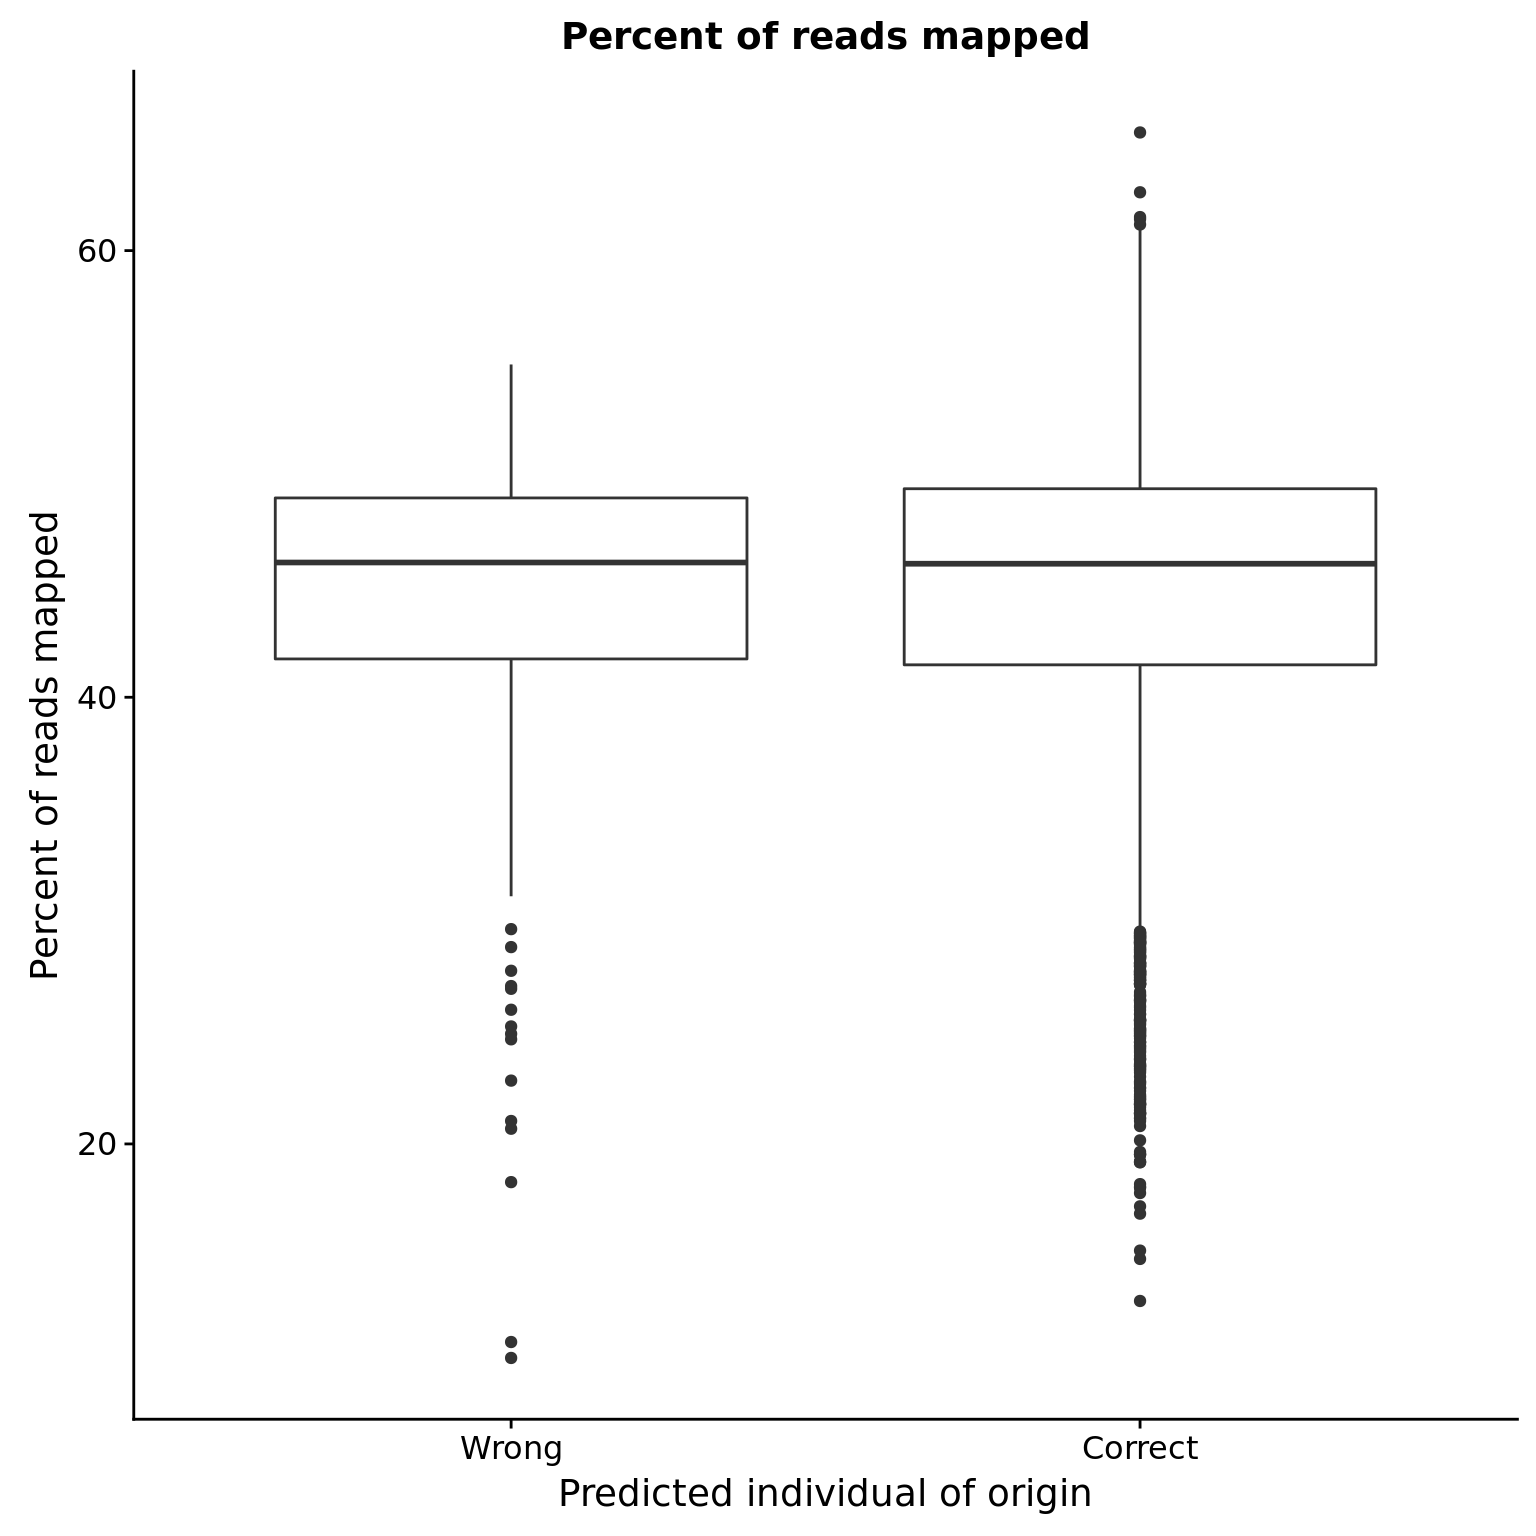 Percent of reads mapped
Percent of reads mapped
60
40
20
Wrong
Correct
Predicted individual of origin